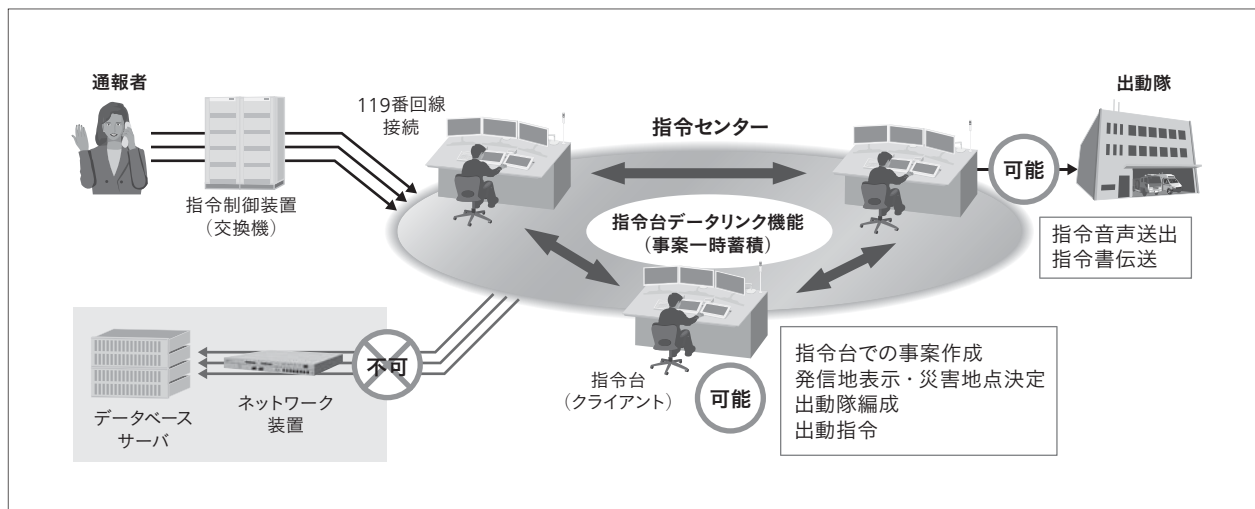 通報者
119番回線
接続
指令制御装置
(交換機)
指令センター
出動隊
可能
指令台データリンク機能
(事案一時蓄積)
指令音声送出
指令書伝送
不可
データベース
サーバ
ネットワーク
装置
指令台
(クライアント)
可能
指令台での事案作成
発信地表示・災害地点決定
出動隊編成
出動指令